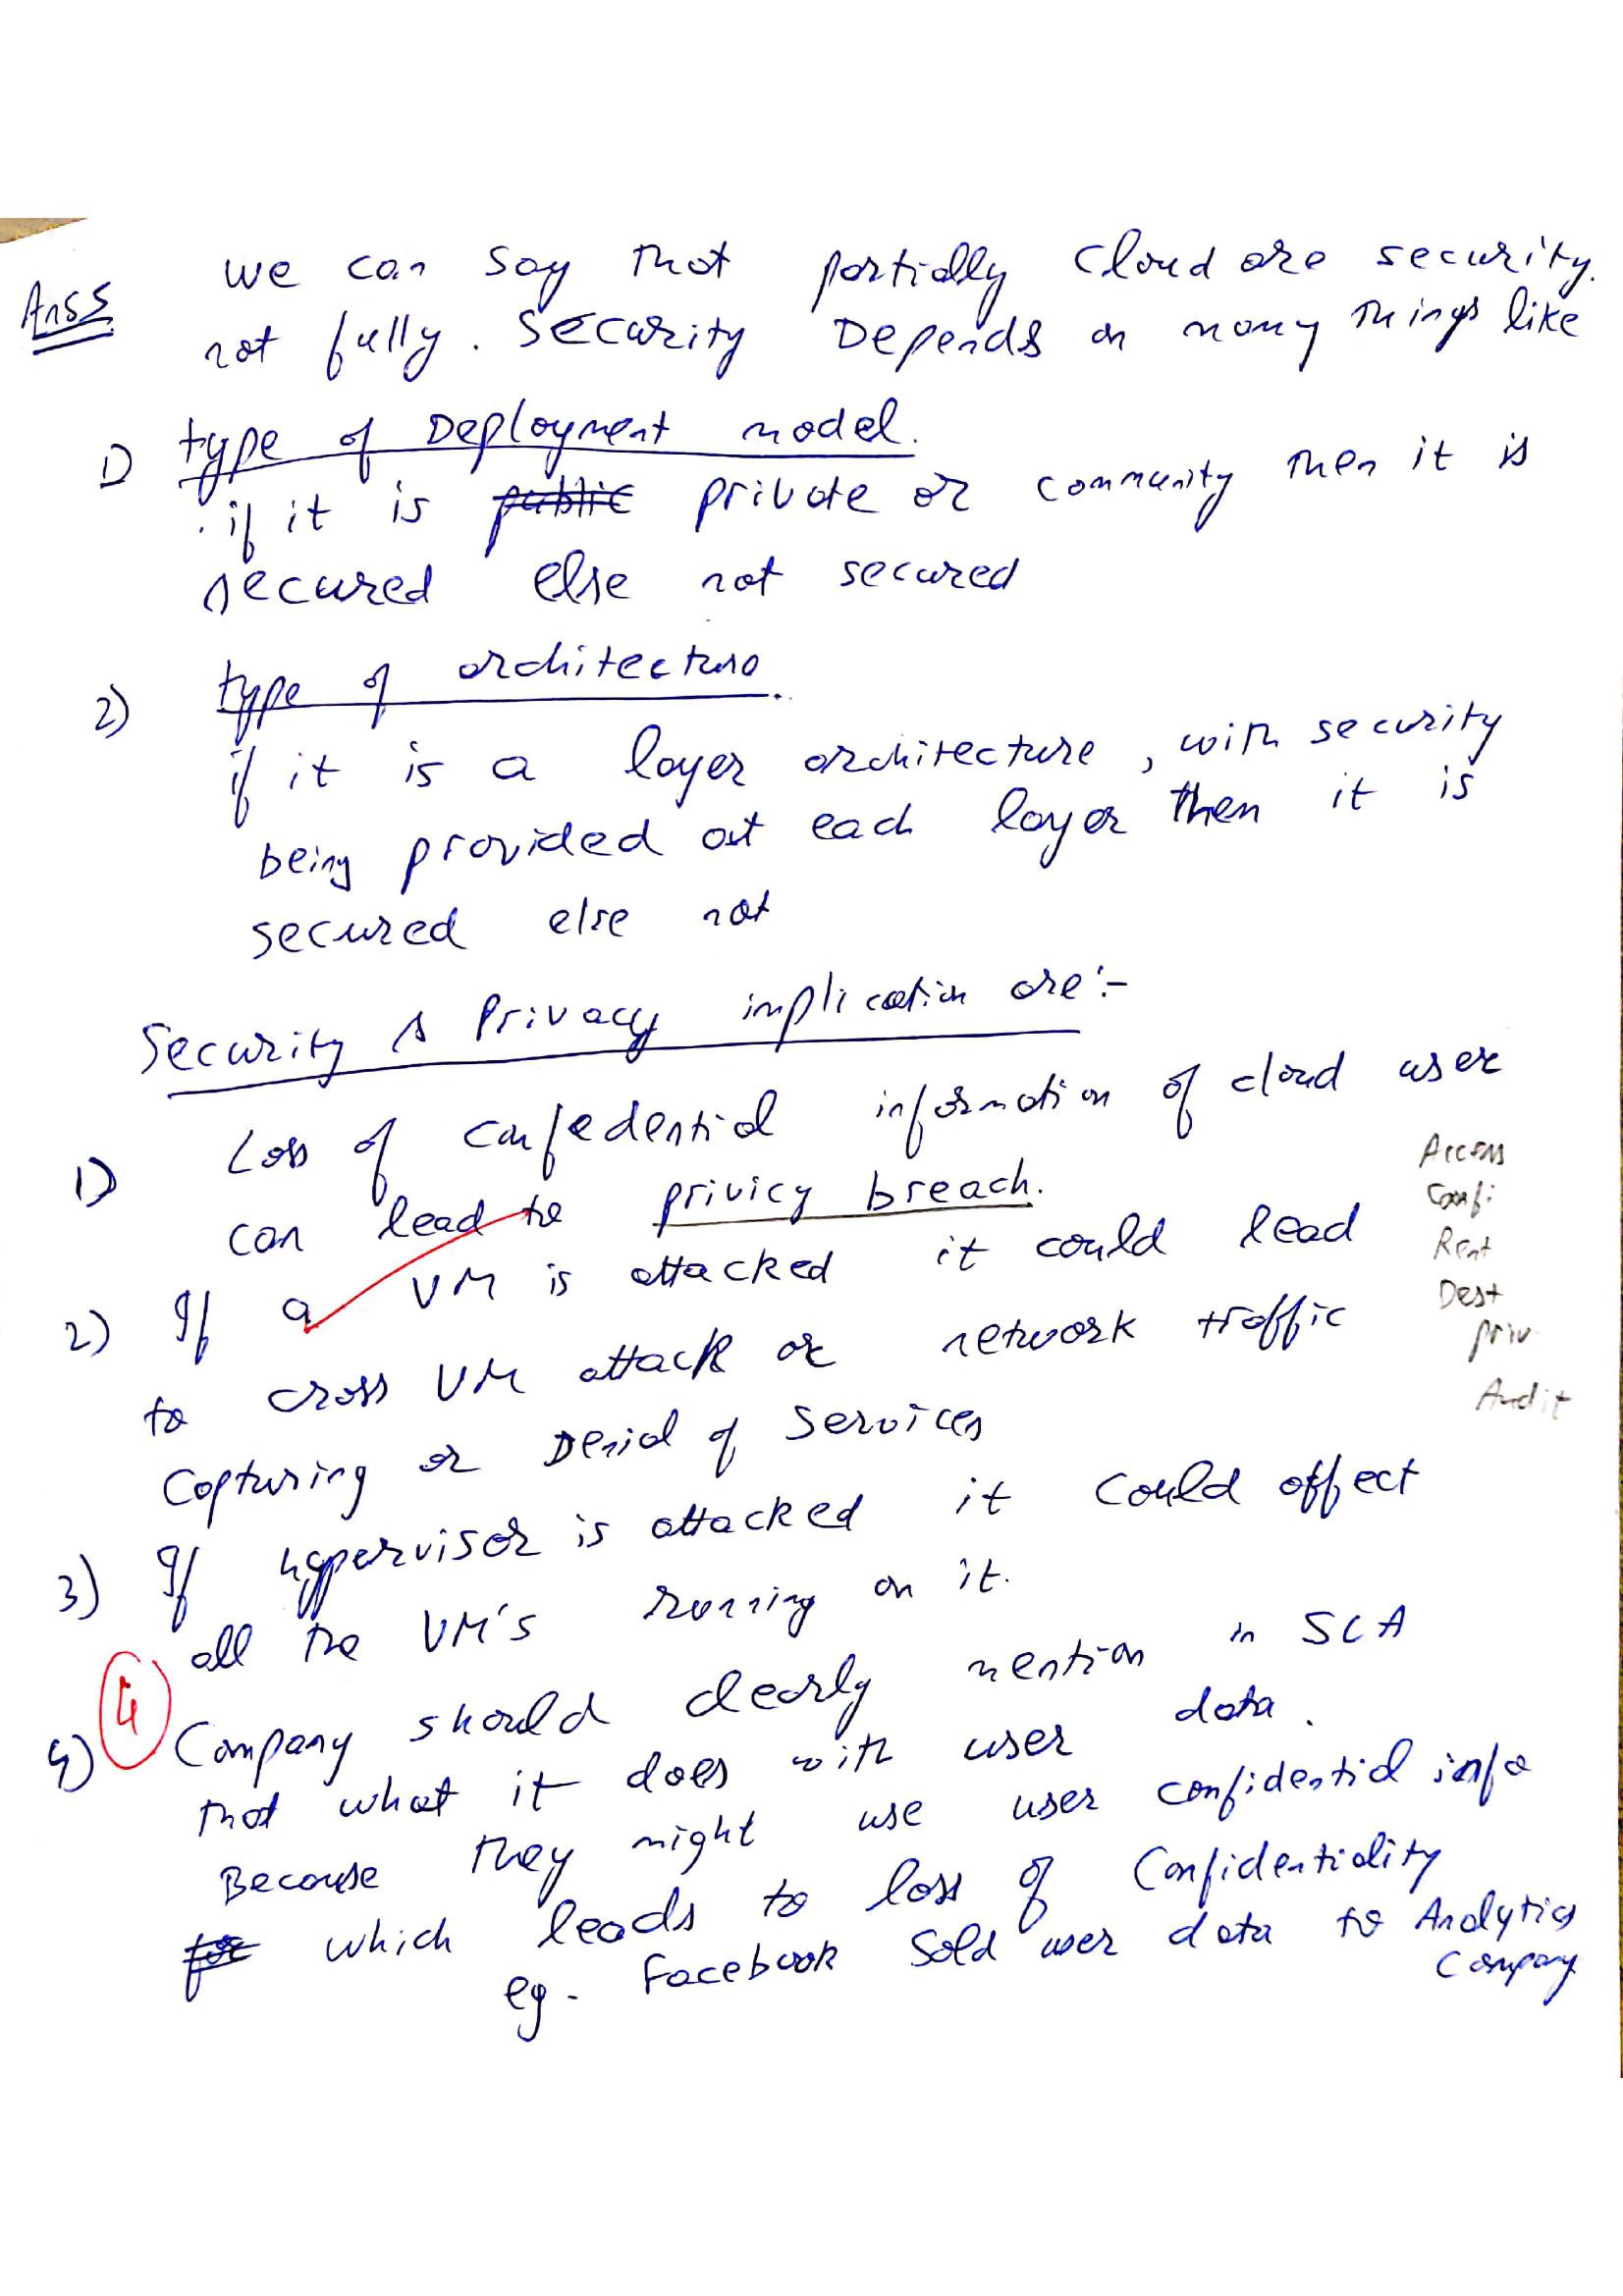 Ans 5
we can say that partially cloud are security.
not fully. Security Depends on many things like
1) type of Deployment model.
. if it is public private or community then it is
secured else not secured
2) type of architecture.
if it is a layer architecture, with security
being provided at each layer then it is
secured else not
Security & Privacy implication are:-
1) Loss of confedential information of cloud user
can lead to privicy breach.
2) If a VM is attacked it could lead
to cross VM attack or network traffic
Capturing or Denial of Services
3) If hypervisor is attacked it could affect
all the VM's running on it.
4) Company should clearly mention in SLA
that what it does with user data.
Because they might use user confidential info
for which leads to loss of Confidentiality
eg. Facebook Sold user data to Analytics
Company
Access
Confi
Rent
Dest
priv
Audit
4